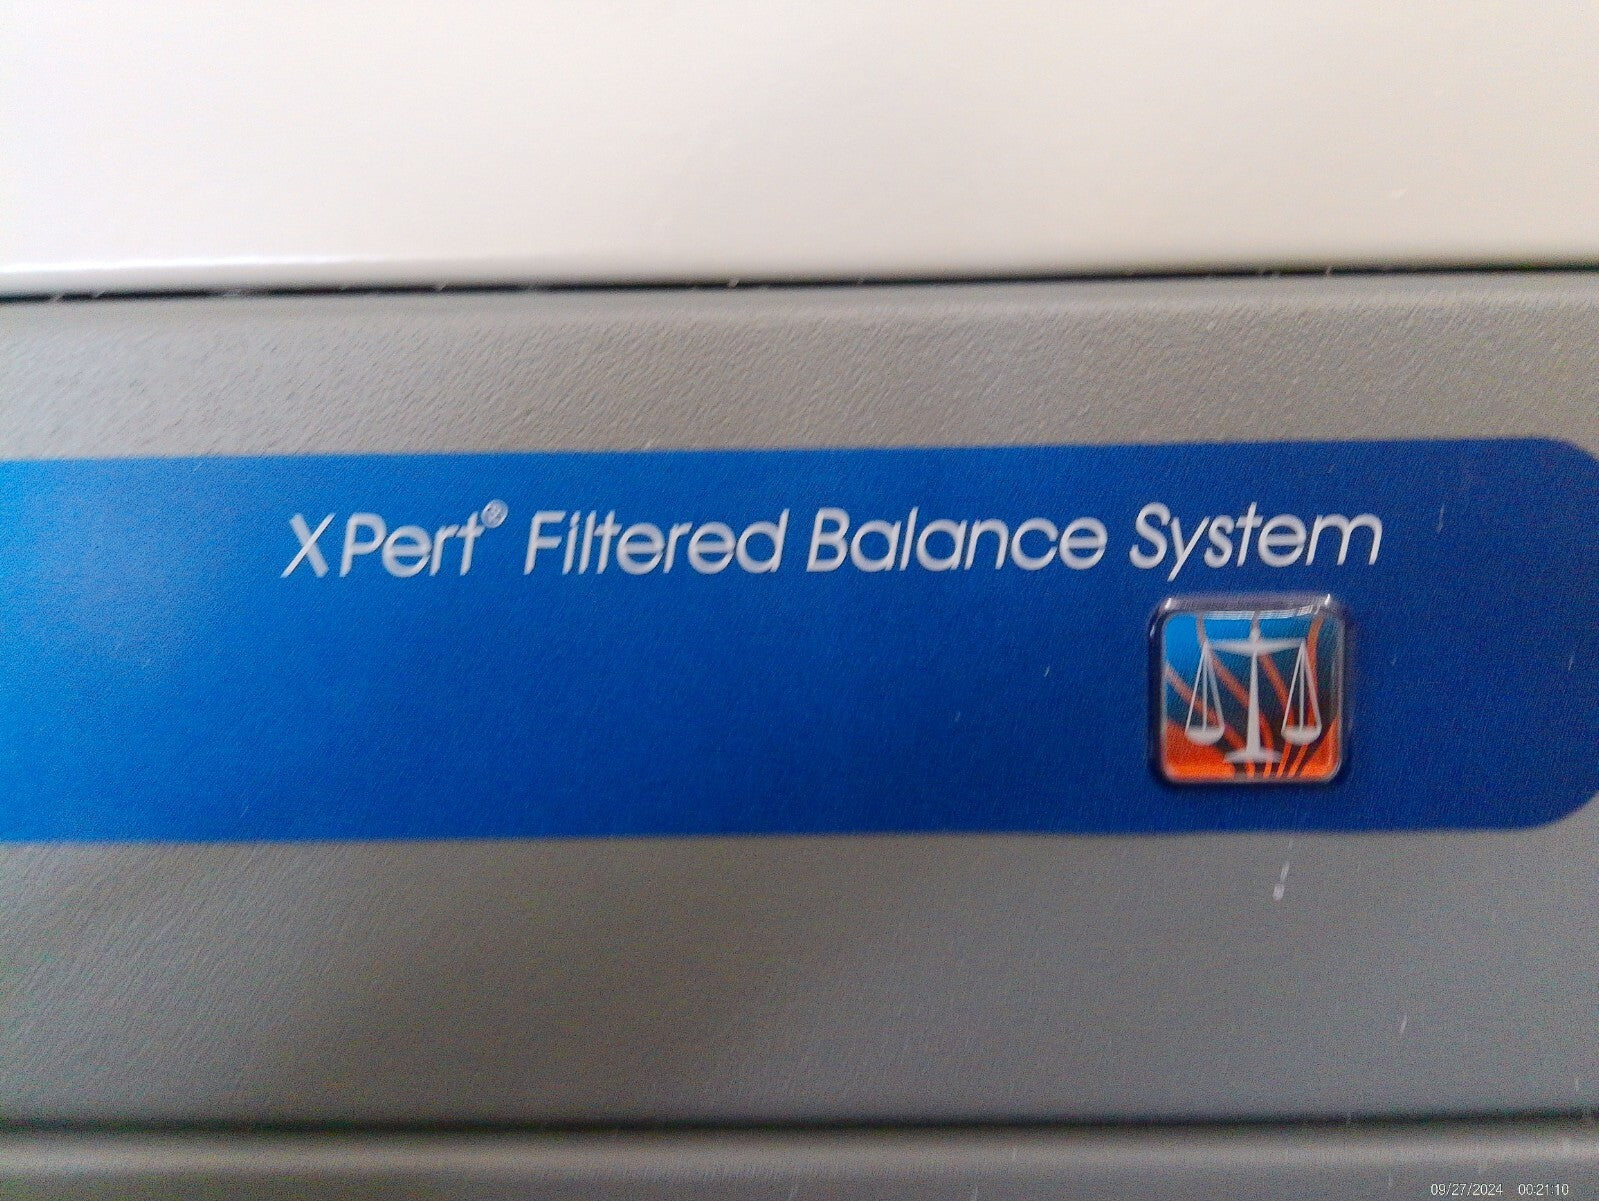 XPert® Filtered Balance System
09/27/2024 00:21:10